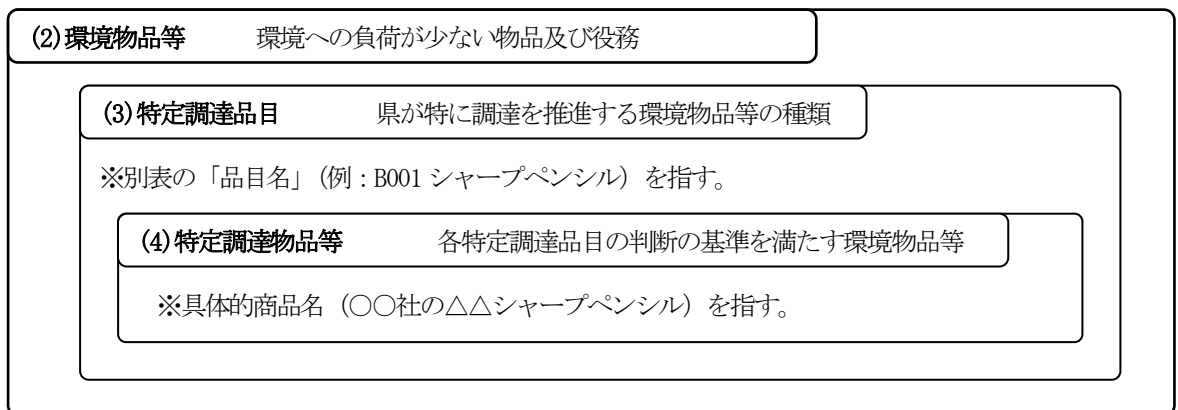 (2)環境物品等　　環境への負荷が少ない物品及び役務
(3)特定調達品目　　県が特に調達を推進する環境物品等の種類
※別表の「品目名」（例：B001 シャープペンシル）を指す。
(4)特定調達物品等　　各特定調達品目の判断の基準を満たす環境物品等
※具体的商品名（〇〇社の△△シャープペンシル）を指す。